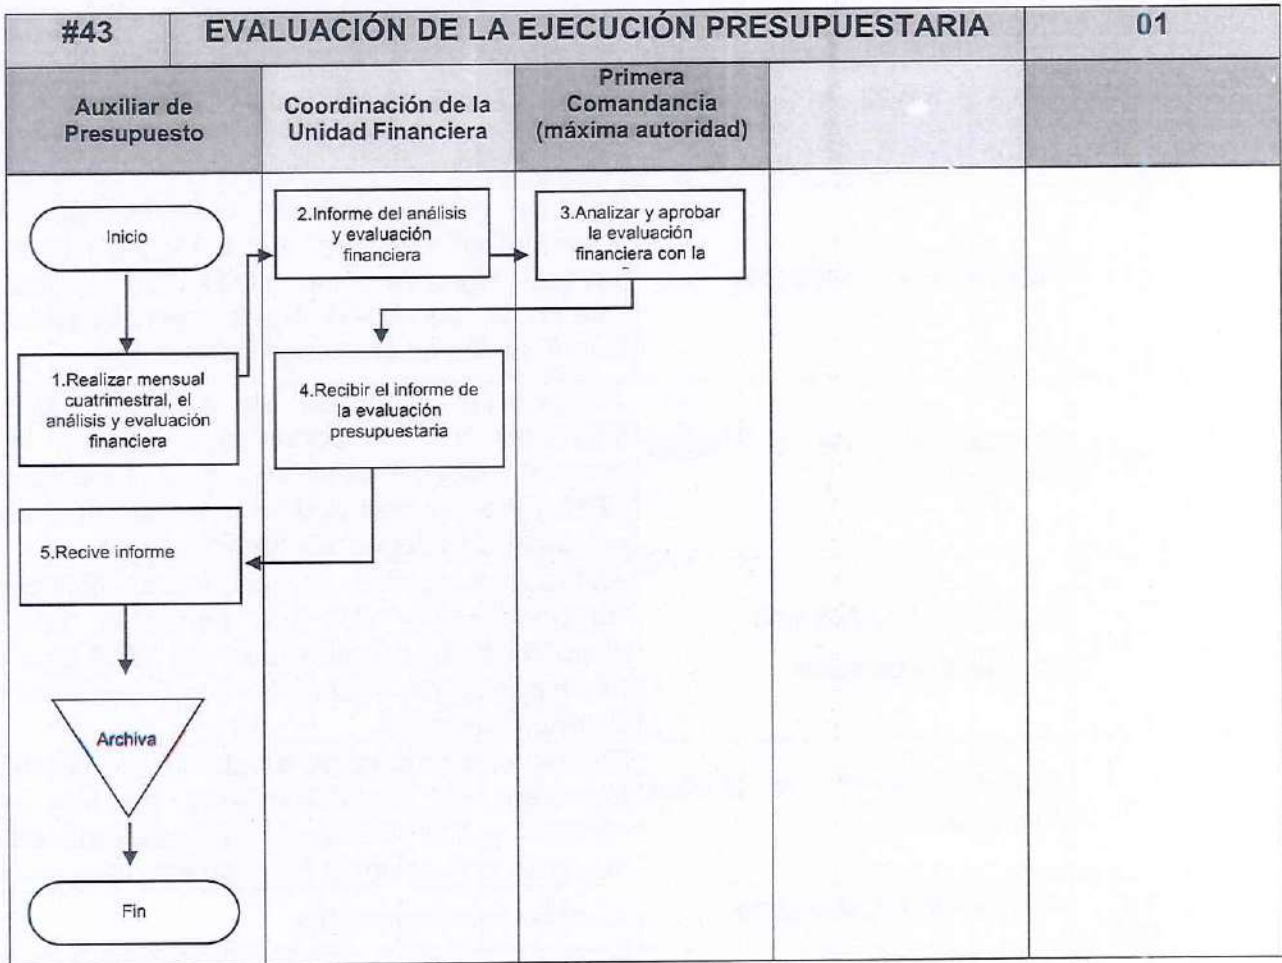 #43
EVALUACIÓN DE LA EJECUCIÓN PRESUPUESTARIA
01
Auxiliar de
Presupuesto
Coordinación de la
Unidad Financiera
Primera
Comandancia
(máxima autoridad)
Inicio
2.Informe del análisis
y evaluación
financiera
3.Analizar y aprobar
la evaluación
financiera con la
1.Realizar mensual
cuatrimestral, el
análisis y evaluación
financiera
4.Recibir el informe de
la evaluación
presupuestaria
5.Recive informe
Archiva
Fin